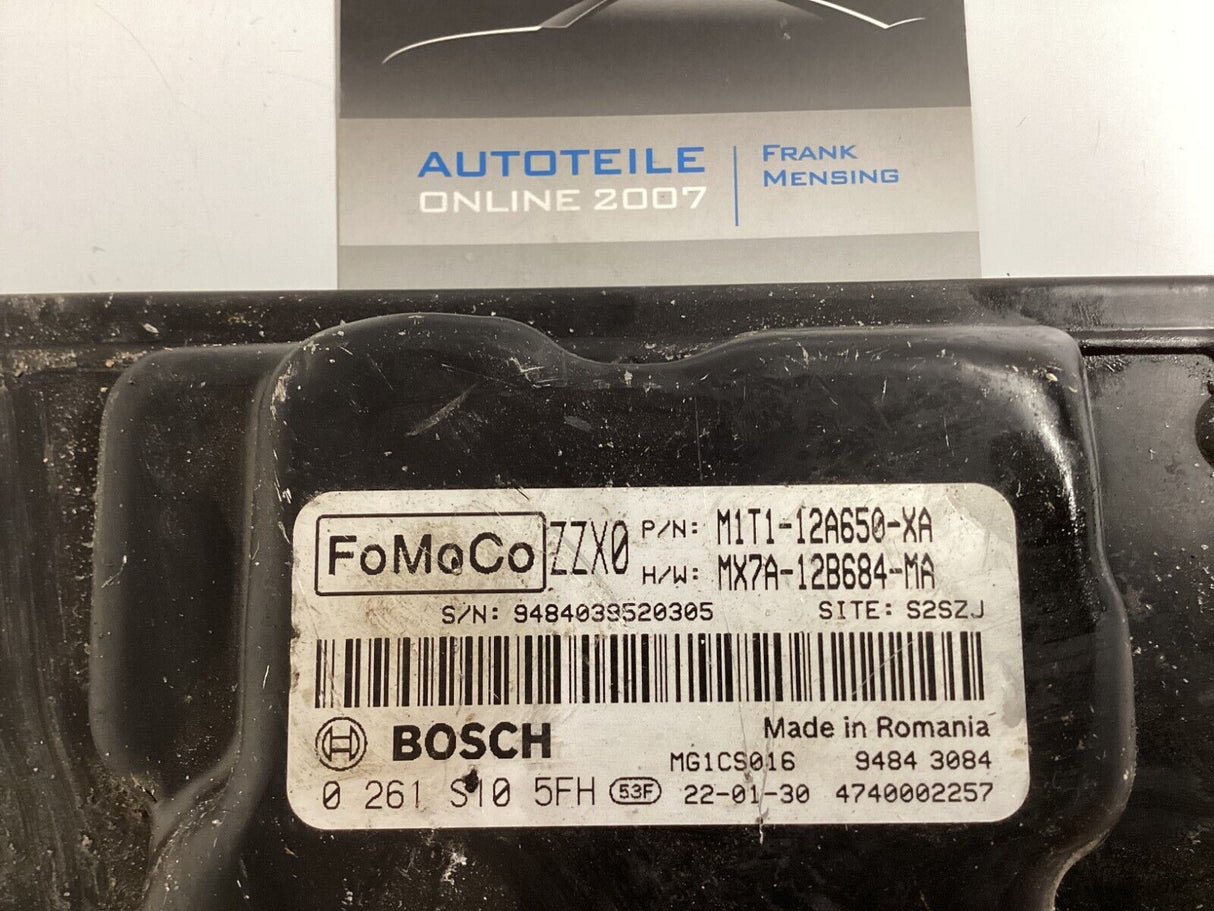 AUTOTEILE
ONLINE 2007
FRANK
MENSING
FoMoCo ZZX0 P/N: M1T1-12A650-XA
H/W: MX7A-12B684-MA
S/N: 9484039520305 SITE: S2SZJ
BOSCH Made in Romania
MG1CS016 9484 3084
0 261 S10 5FH 53F 22-01-30 4740002257